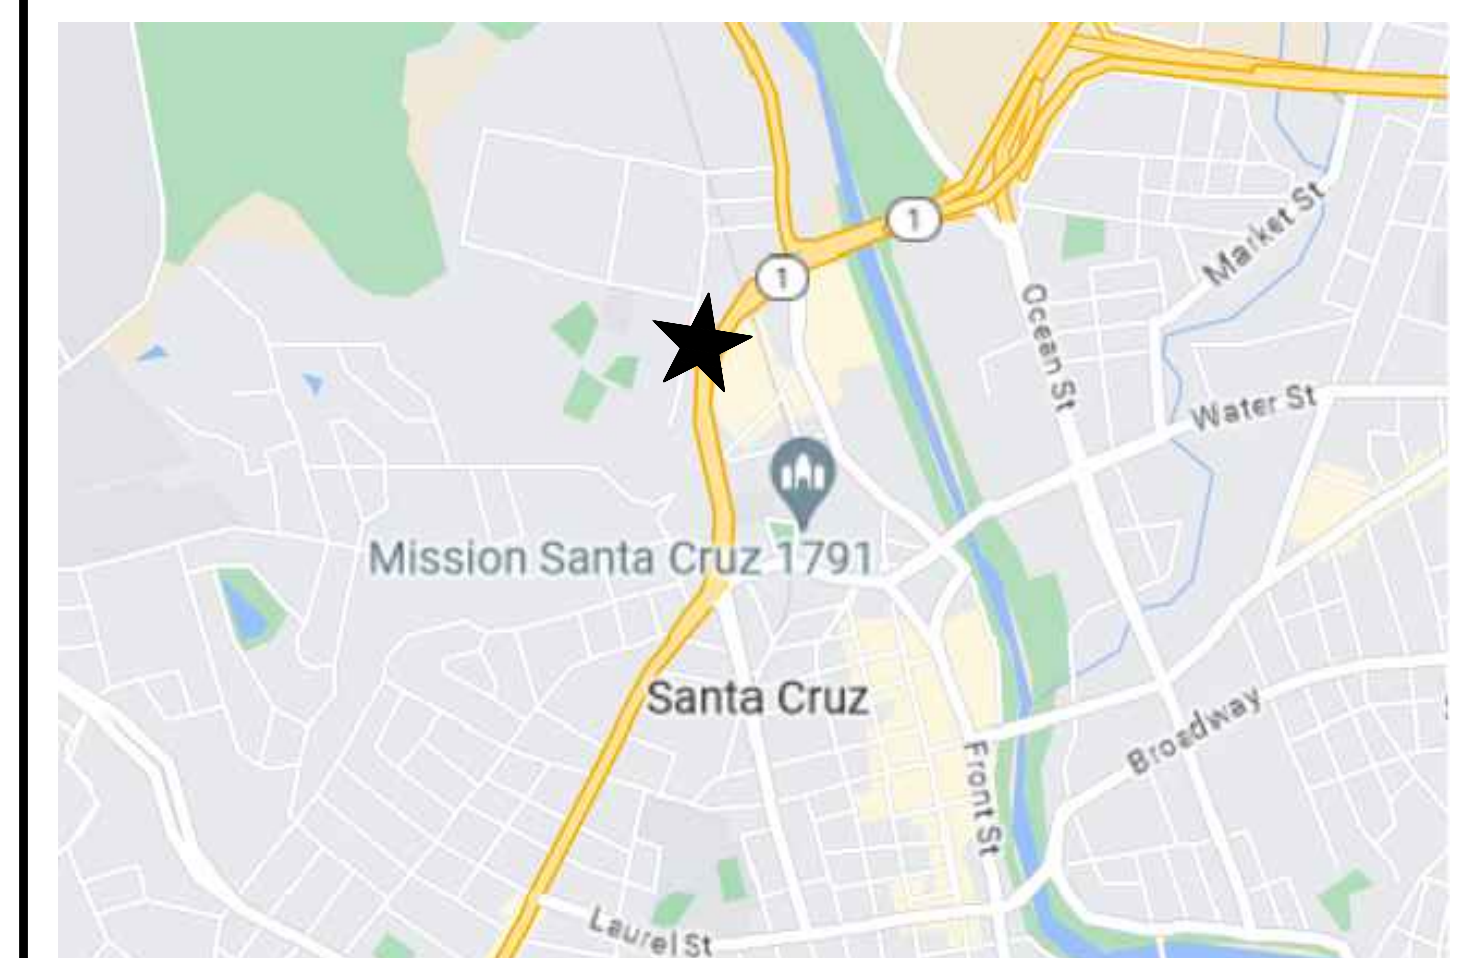 1
1
Market St
Ocean St
Water St
Mission Santa Cruz 1791
Santa Cruz
Broadway
Front St
Laurel St